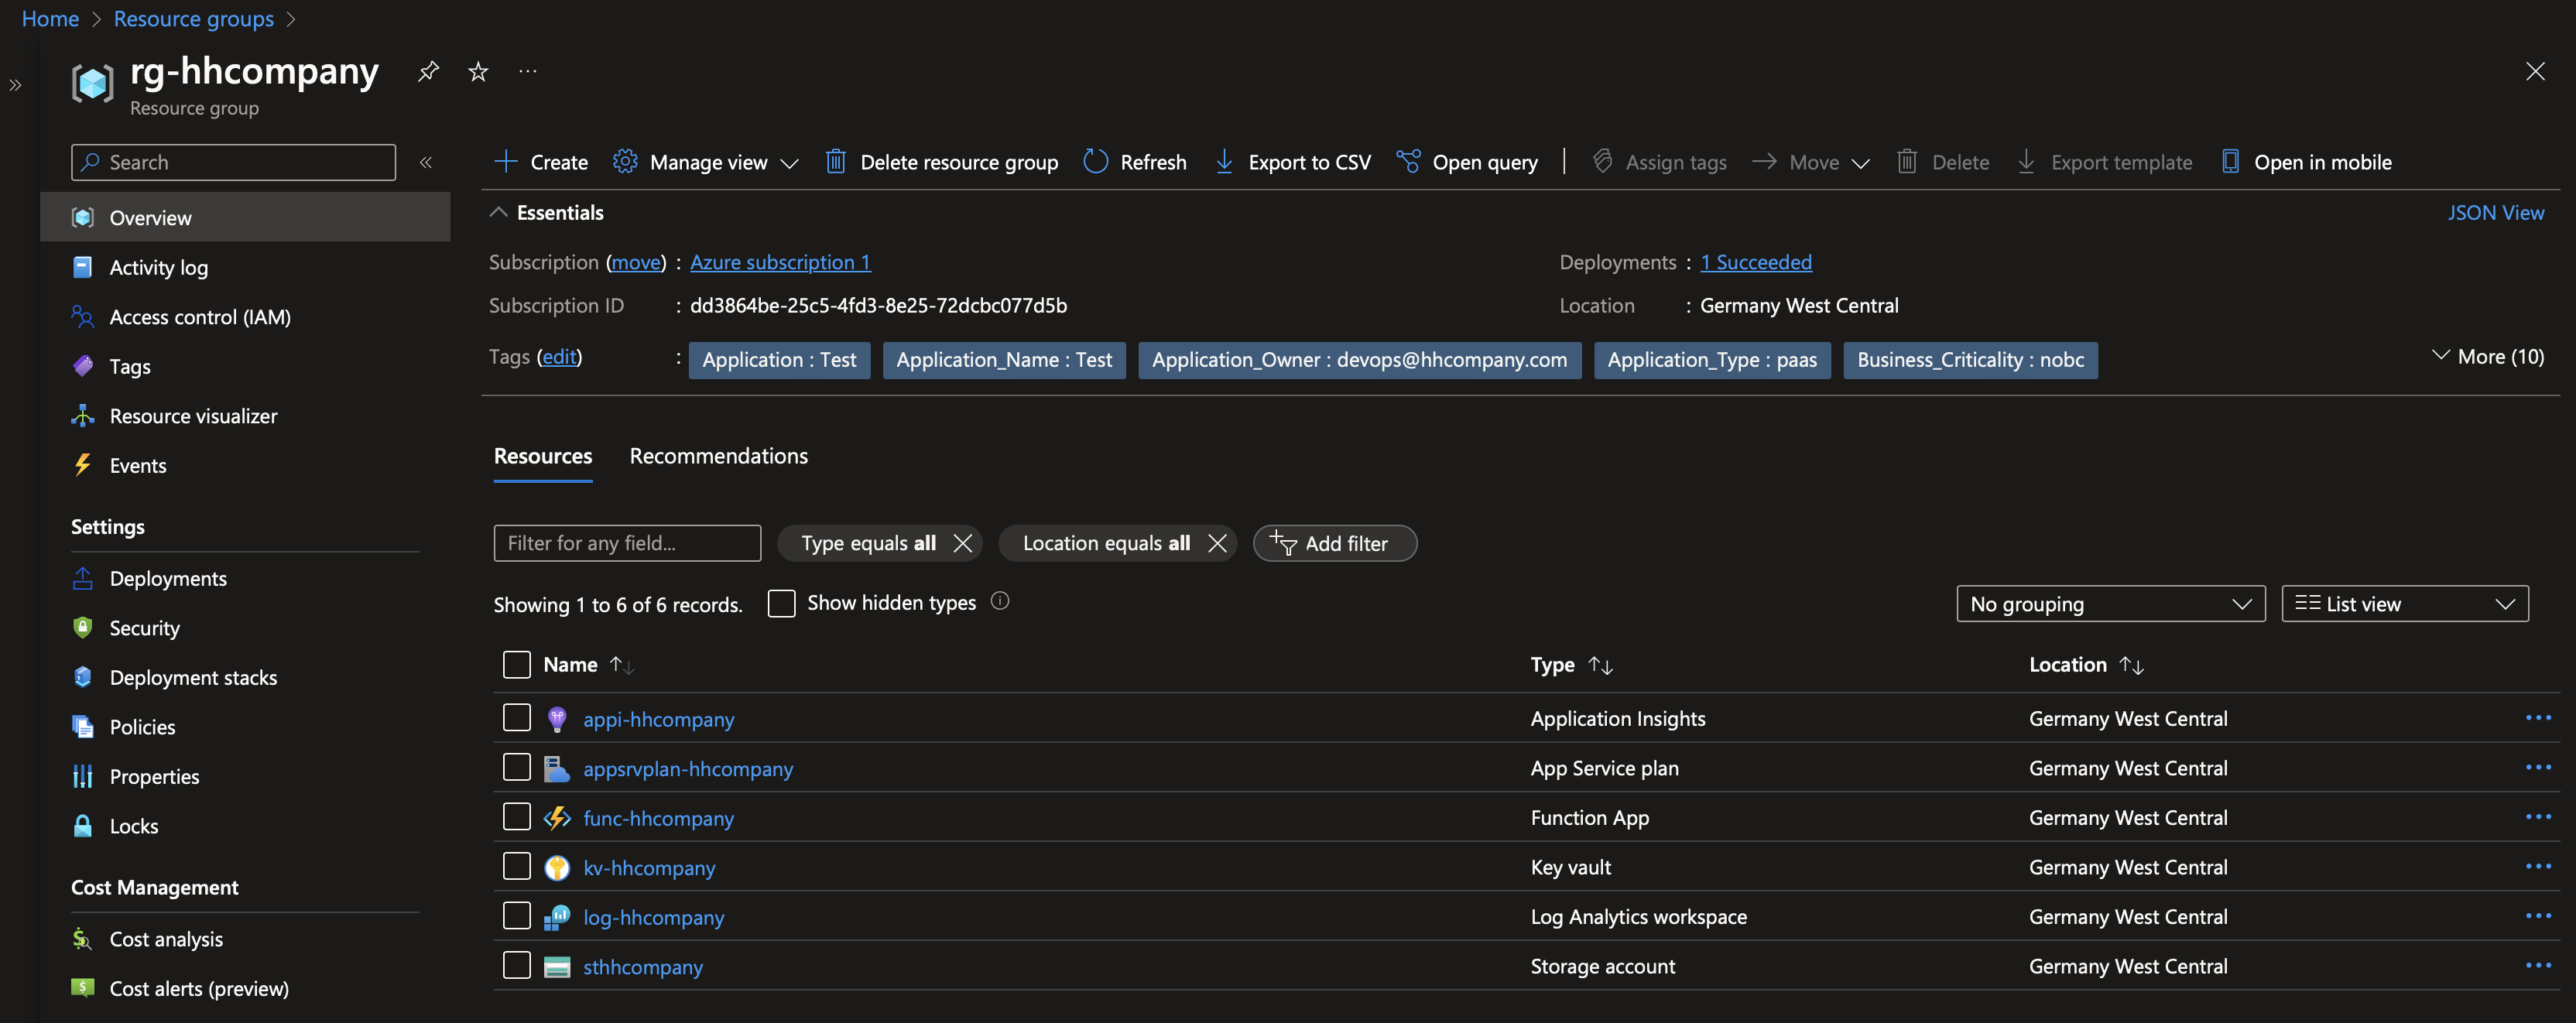 Home > Resource groups >
rg-hhcompany
Resource group
Search
Overview
Activity log
Access control (IAM)
Tags
Resource visualizer
Events
Settings
Deployments
Security
Deployment stacks
Policies
Properties
Locks
Cost Management
Cost analysis
Cost alerts (preview)
Create Manage view Delete resource group Refresh Export to CSV Open query Assign tags Move Delete Export template Open in mobile
Essentials JSON View
Subscription (move) : Azure subscription 1 Deployments : 1 Succeeded
Subscription ID : dd3864be-25c5-4fd3-8e25-72dcbc077d5b Location : Germany West Central
Tags (edit) : Application : Test Application_Name : Test Application_Owner : devops@hhcompany.com Application_Type : paas Business_Criticality : nobc More (10)
Resources Recommendations
Filter for any field... Type equals all Location equals all Add filter
Showing 1 to 6 of 6 records. Show hidden types No grouping List view
Name Type Location
appi-hhcompany Application Insights Germany West Central
appsrvplan-hhcompany App Service plan Germany West Central
func-hhcompany Function App Germany West Central
kv-hhcompany Key vault Germany West Central
log-hhcompany Log Analytics workspace Germany West Central
sthhcompany Storage account Germany West Central